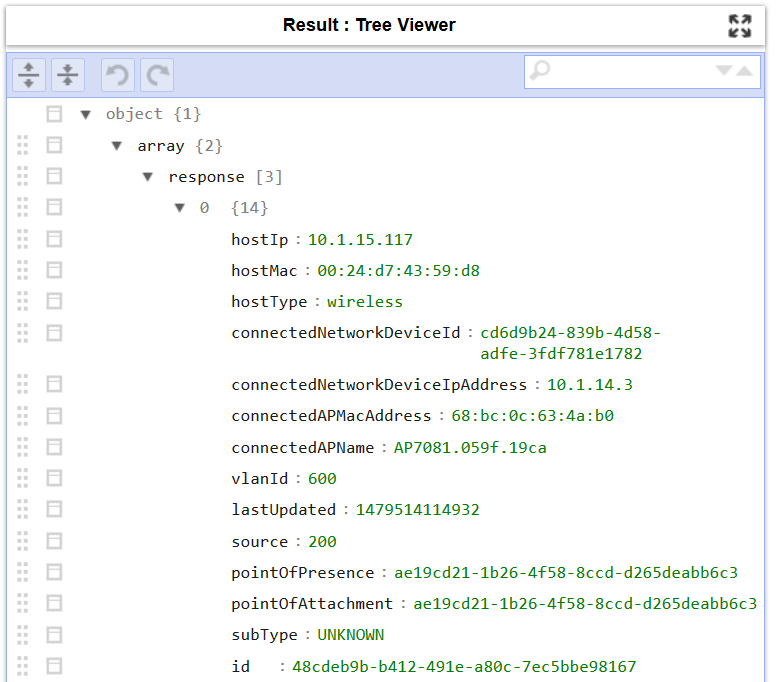 Result : Tree Viewer
object {1}
array {2}
response [3]
0 {14}
hostIp : 10.1.15.117
hostMac : 00:24:d7:43:59:d8
hostType : wireless
connectedNetworkDeviceId : cd6d9b24-839b-4d58-
adfe-3fdf781e1782
connectedNetworkDeviceIpAddress : 10.1.14.3
connectedAPMacAddress : 68:bc:0c:63:4a:b0
connectedAPName : AP7081.059f.19ca
vlanId : 600
lastUpdated : 1479514114932
source : 200
pointOfPresence : ae19cd21-1b26-4f58-8ccd-d265deabb6c3
pointOfAttachment : ae19cd21-1b26-4f58-8ccd-d265deabb6c3
subType : UNKNOWN
id : 48cdeb9b-b412-491e-a80c-7ec5bbe98167